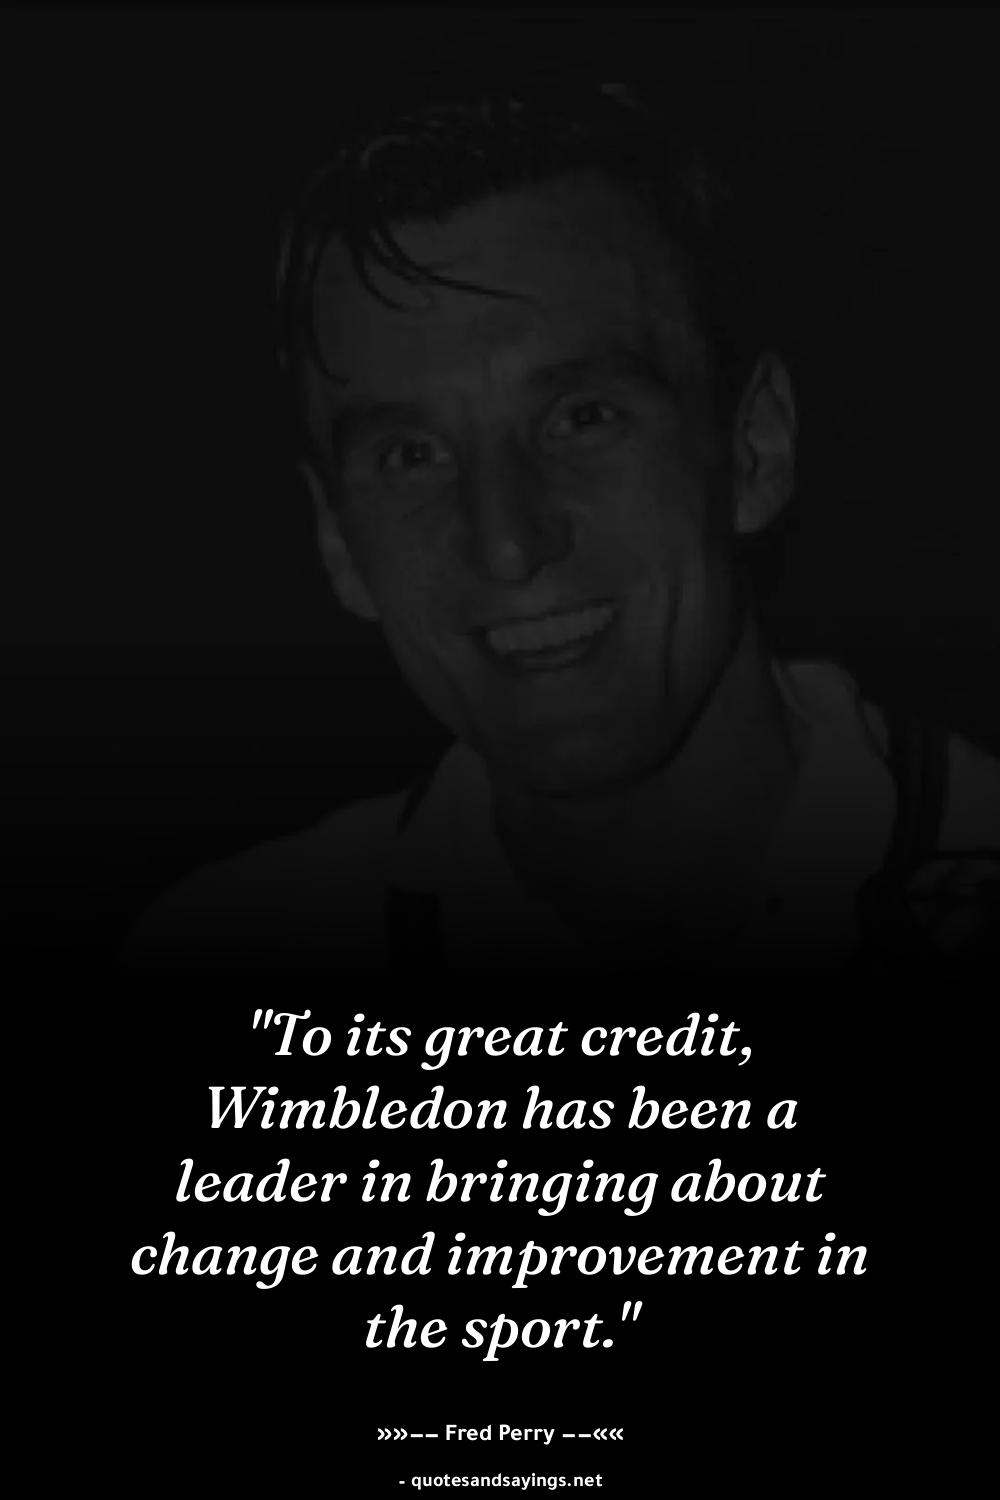 "To its great credit,
Wimbledon has been a
leader in bringing about
change and improvement in
the sport."
»»−− Fred Perry −−««
- quotesandsayings.net